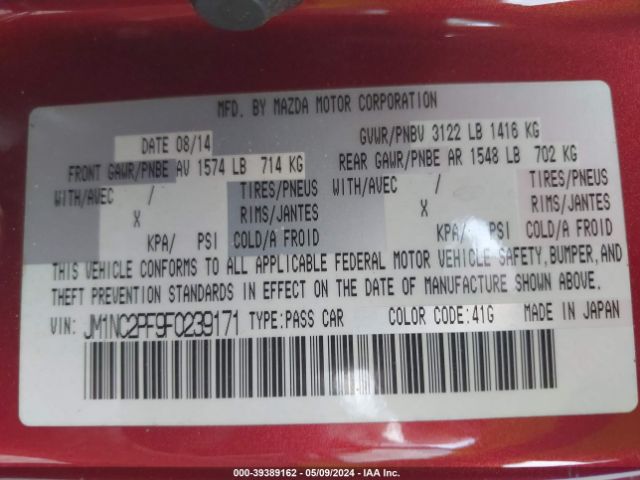 MFD. BY MAZDA MOTOR CORPORATION
DATE 08/14 GVWR/PNBV 3122 LB 1416 KG
FRONT GAWR/PNBE AV 1574 LB 714 KG REAR GAWR/PNBE AR 1548 LB 702 KG
WITH/AVEC / TIRES/PNEUS WITH/AVEC / TIRES/PNEUS
X RIMS/JANTES X RIMS/JANTES
KPA/ PSI COLD/A FROID KPA/ PSI COLD/A FROID
THIS VEHICLE CONFORMS TO ALL APPLICABLE FEDERAL MOTOR VEHICLE SAFETY,BUMPER,AND
THEFT PREVENTION STANDARDS IN EFFECT ON THE DATE OF MANUFACTURE SHOWN ABOVE.
VIN: JM1NC2PF9F0239171 TYPE:PASS CAR COLOR CODE:41G MADE IN JAPAN
000-39389162 - 05/09/2024 - IAA Inc.